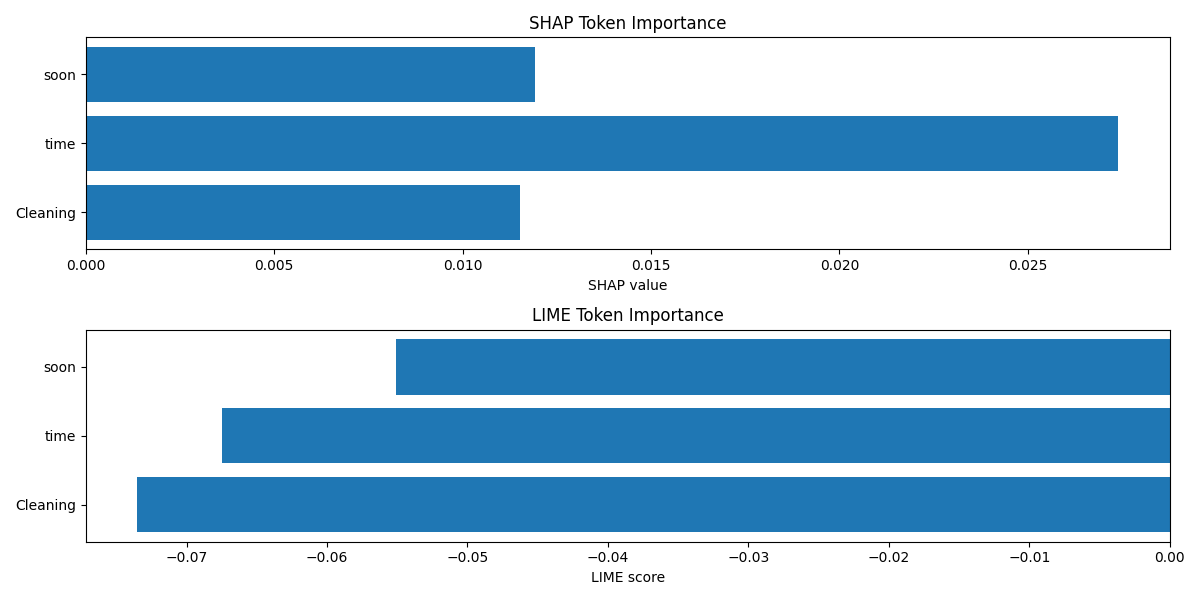 SHAP Token Importance
soon
time
Cleaning
0.000 0.005 0.010 0.015 0.020 0.025
SHAP value
LIME Token Importance
soon
time
Cleaning
−0.07 −0.06 −0.05 −0.04 −0.03 −0.02 −0.01 0.00
LIME score